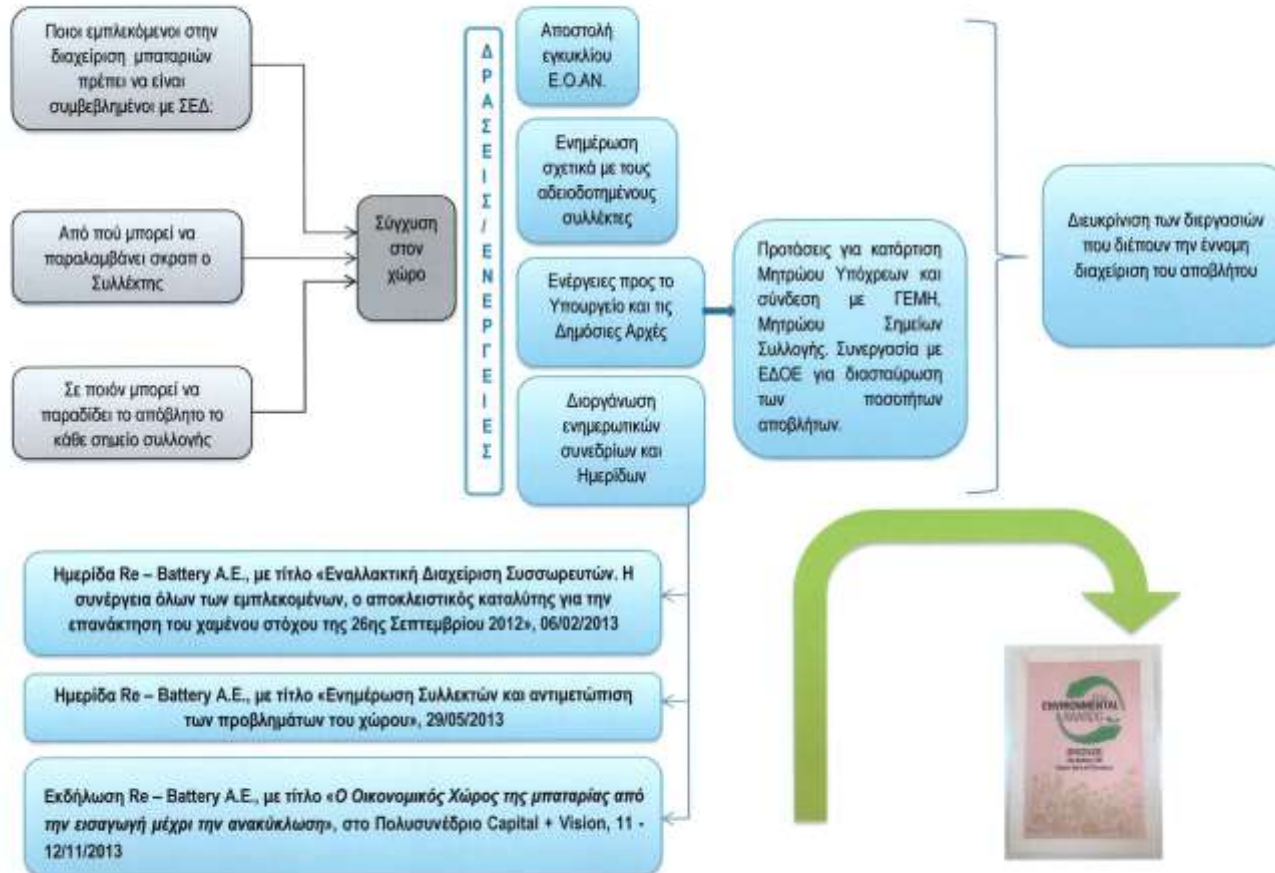 Ποιοι εμπλεκόμενοι στην
διαχείριση μπαταριών
πρέπει να είναι
συμβεβλημένοι με ΣΕΔ;
Από πού μπορεί να
παραλαμβάνει σκραπ ο
Συλλέκτης
Σε ποιόν μπορεί να
παραδίδει το απόβλητο το
κάθε σημείο συλλογής
Σύγχυση
στον
χώρο
ΔΡΑΣΕΙΣ/ΕΝΕΡΓΕΙΕΣ
Αποστολή
εγκυκλίου
Ε.Ο.ΑΝ.
Ενημέρωση
σχετικά με τους
αδειοδοτημένους
συλλέκτες
Ενέργειες προς το
Υπουργείο και τις
Δημόσιες Αρχές
Διοργάνωση
ενημερωτικών
συνεδρίων και
Ημερίδων
Προτάσεις για κατάρτιση
Μητρώου Υπόχρεων και
σύνδεση με ΓΕΜΗ,
Μητρώου Σημείων
Συλλογής. Συνεργασία με
ΕΔΟΕ για διασταύρωση
των ποσοτήτων
αποβλήτων.
Διευκρίνιση των διεργασιών
που διέπουν την έννομη
διαχείριση του αποβλήτου
Ημερίδα Re – Battery Α.Ε., με τίτλο «Εναλλακτική Διαχείριση Συσσωρευτών. Η
συνέργεια όλων των εμπλεκομένων, ο αποκλειστικός καταλύτης για την
επανάκτηση του χαμένου στόχου της 26ης Σεπτεμβρίου 2012», 06/02/2013
Ημερίδα Re – Battery Α.Ε., με τίτλο «Ενημέρωση Συλλεκτών και αντιμετώπιση
των προβλημάτων του χώρου», 29/05/2013
Εκδήλωση Re – Battery Α.Ε., με τίτλο «Ο Οικονομικός Χώρος της μπαταρίας από
την εισαγωγή μέχρι την ανακύκλωση», στο Πολυσυνέδριο Capital + Vision, 11 -
12/11/2013
ENVIRONMENTAL
AWARDS
BRONZE